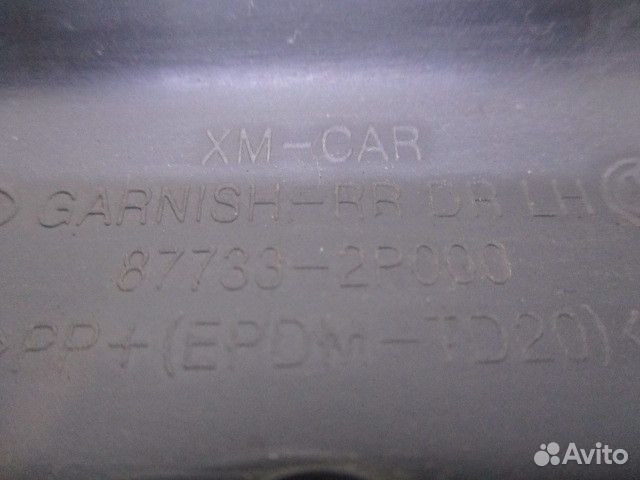 XM-CAR
GARNISH-RR DR LH
87733-2P000
>PP+(EPDM-TD20)<
Avito